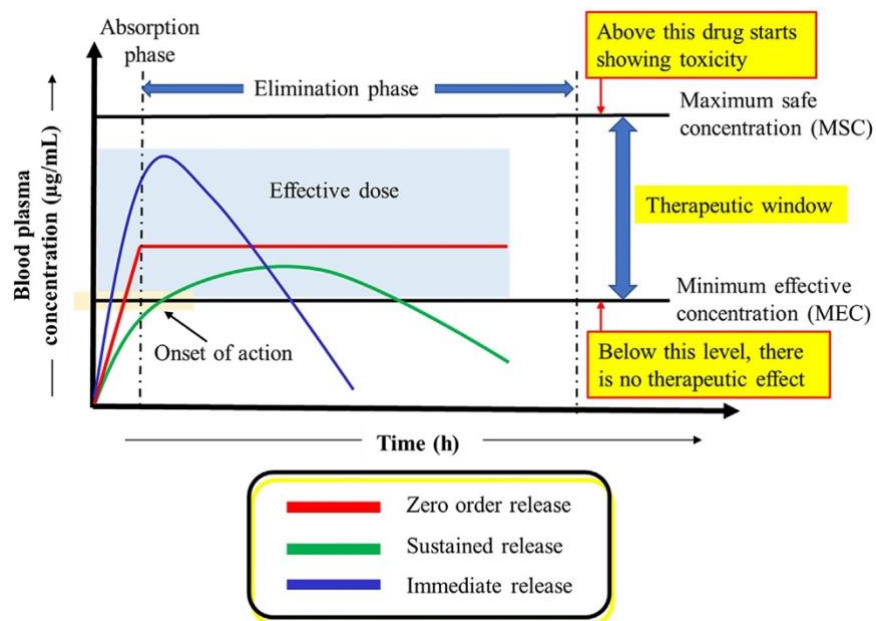 Absorption
phase
Above this drug starts
showing toxicity
Elimination phase
Maximum safe
concentration (MSC)
Effective dose
Therapeutic window
Blood plasma
concentration (µg/mL)
Minimum effective
concentration (MEC)
Onset of action
Below this level, there
is no therapeutic effect
Time (h)
Zero order release
Sustained release
Immediate release